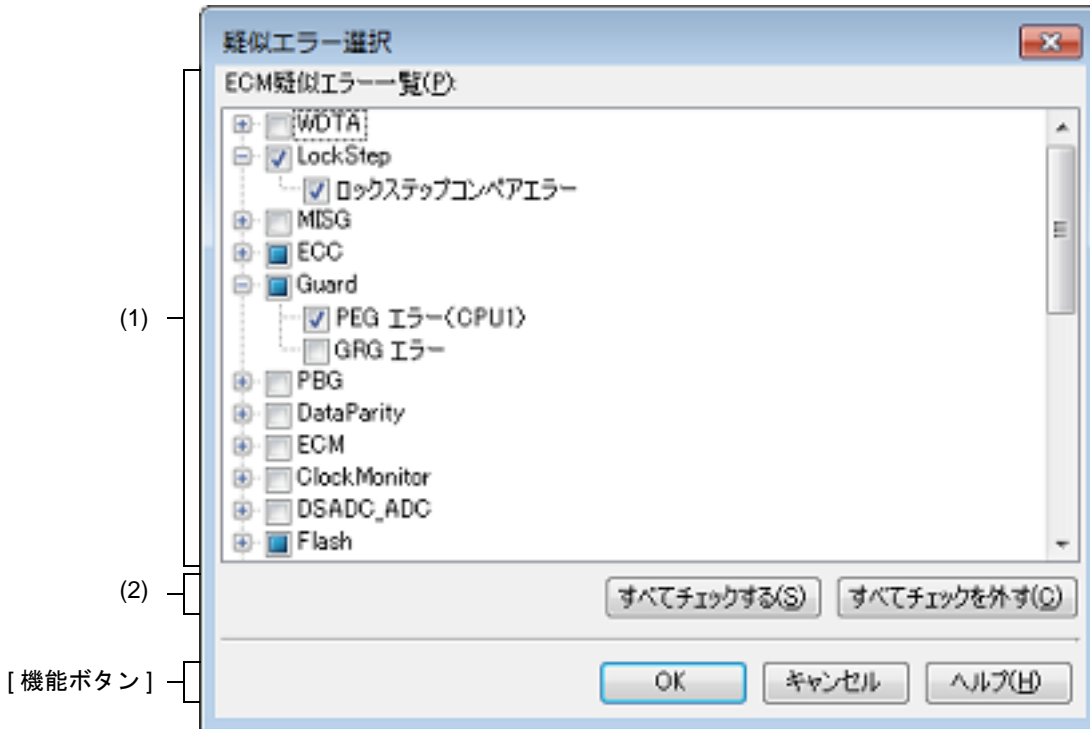 疑似エラー選択
ECM疑似エラー一覧(P):
WDTA
LockStep
ロックステップコンペアエラー
MISG
ECC
Guard
(1)
PEG エラー(CPU1)
GRG エラー
PBG
DataParity
ECM
ClockMonitor
DSADC_ADC
Flash
(2)
すべてチェックする(S)
すべてチェックを外す(C)
[ 機能ボタン ]
OK
キャンセル
ヘルプ(H)